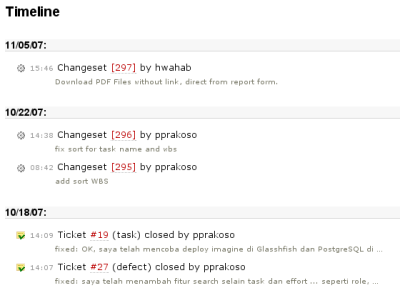 Timeline
11/05/07:
15:46 Changeset [297] by hwahab
Download PDF Files without link, direct from report form.
10/22/07:
14:38 Changeset [296] by pprakoso
fix sort for task name and wbs
08:42 Changeset [295] by pprakoso
add sort WBS
10/18/07:
14:09 Ticket #19 (task) closed by pprakoso
fixed: OK, saya telah mencoba deploy imagine di Glasshfish dan PostgreSQL di ...
14:07 Ticket #27 (defect) closed by pprakoso
fixed: saya telah menambah fitur search selain task dan effort ... seperti role, ...